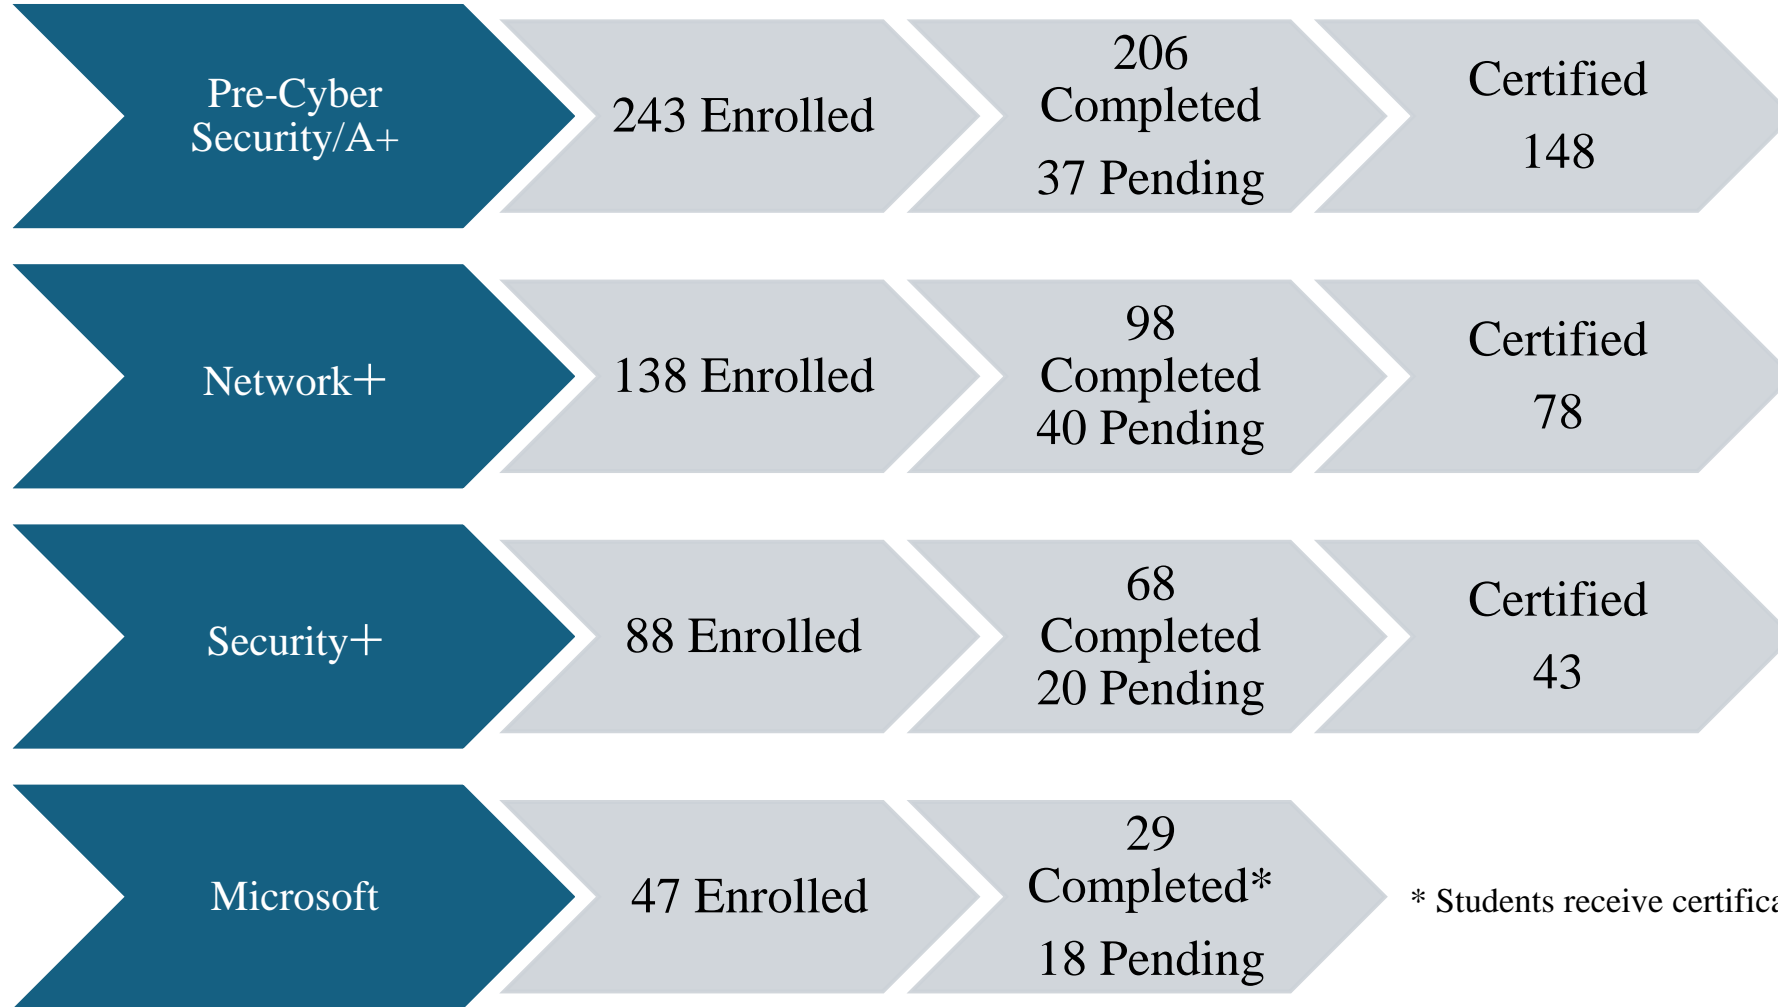 Pre-Cyber
Security/A+
243 Enrolled
206
Completed
37 Pending
Certified
148
Network+
138 Enrolled
98
Completed
40 Pending
Certified
78
Security+
88 Enrolled
68
Completed
20 Pending
Certified
43
Microsoft
47 Enrolled
29
Completed*
18 Pending
* Students receive